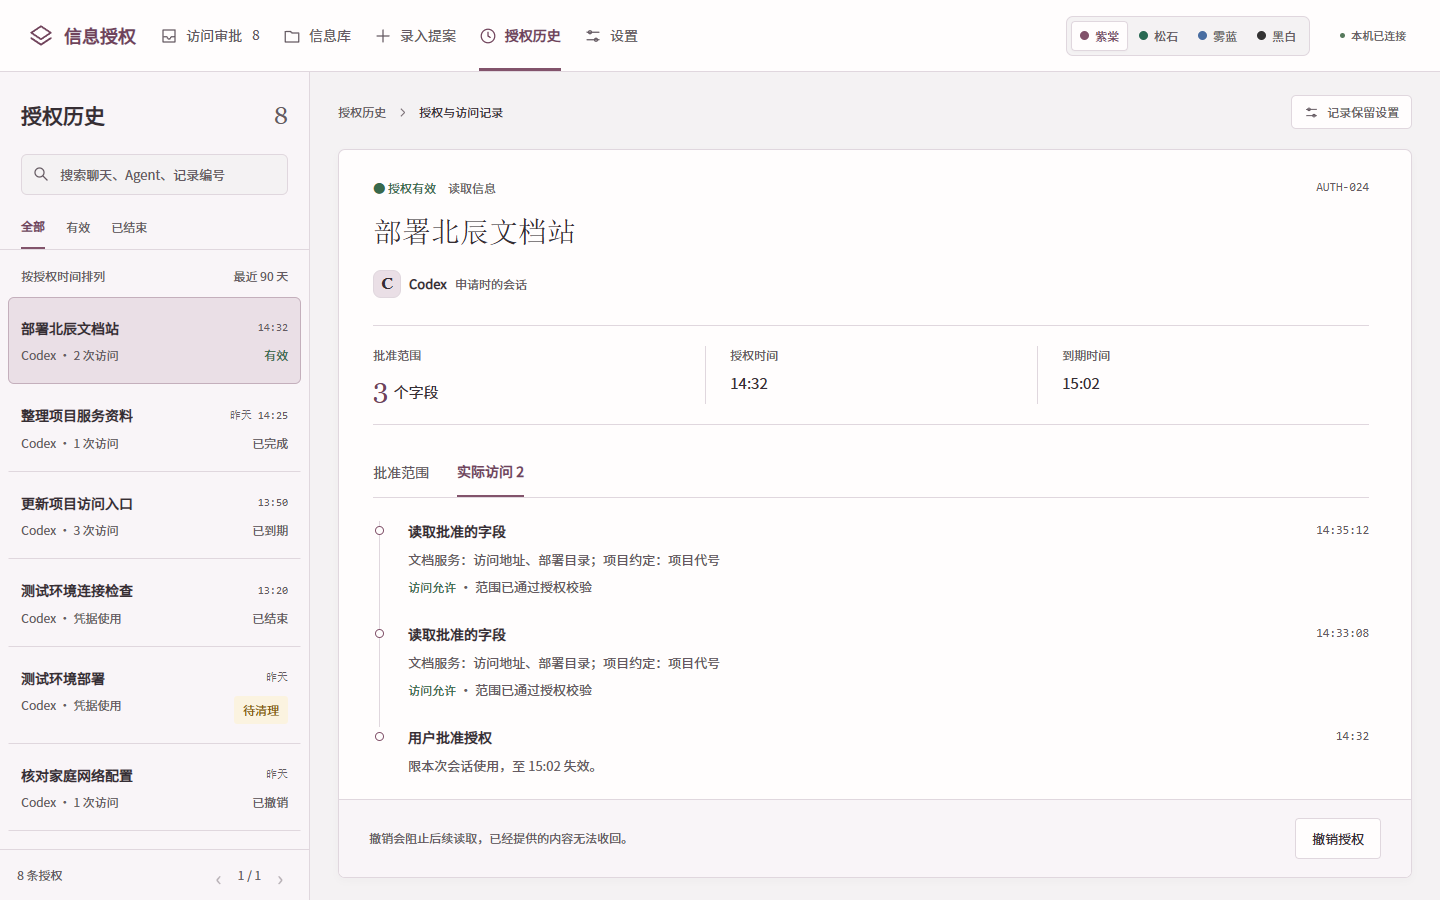 信息授权 访问审批 8 信息库 录入提案 授权历史 设置 紫棠 松石 雾蓝 黑白 本机已连接
授权历史 8
搜索聊天、Agent、记录编号
全部 有效 已结束
按授权时间排列 最近 90 天
部署北辰文档站 14:32
Codex · 2 次访问 有效
整理项目服务资料 昨天 14:25
Codex · 1 次访问 已完成
更新项目访问入口 13:50
Codex · 3 次访问 已到期
测试环境连接检查 13:20
Codex · 凭据使用 已结束
测试环境部署 昨天
Codex · 凭据使用 待清理
核对家庭网络配置 昨天
Codex · 1 次访问 已撤销
8 条授权 ‹ 1 / 1 ›
授权历史 > 授权与访问记录 记录保留设置
授权有效 读取信息 AUTH-024
部署北辰文档站
C Codex 申请时的会话
批准范围 授权时间 到期时间
3 个字段 14:32 15:02
批准范围 实际访问 2
读取批准的字段 14:35:12
文档服务：访问地址、部署目录；项目约定：项目代号
访问允许 · 范围已通过授权校验
读取批准的字段 14:33:08
文档服务：访问地址、部署目录；项目约定：项目代号
访问允许 · 范围已通过授权校验
用户批准授权 14:32
限本次会话使用，至 15:02 失效。
撤销会阻止后续读取，已经提供的内容无法收回。 撤销授权